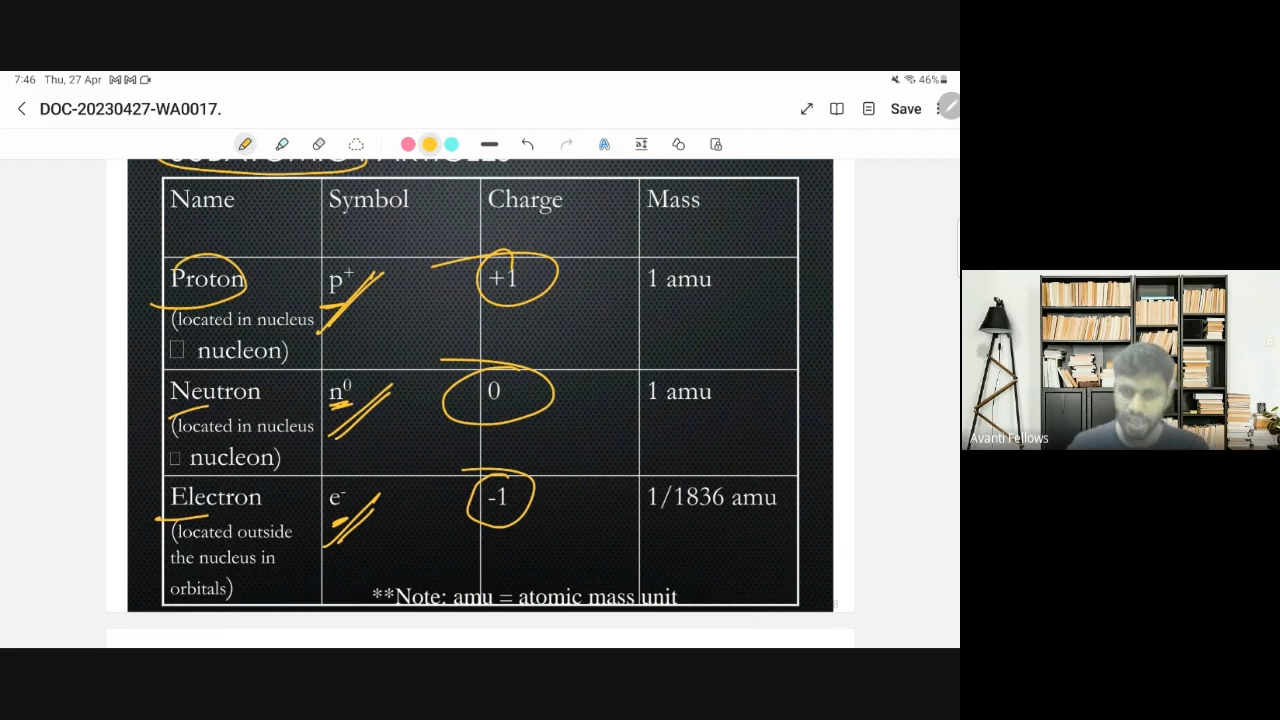 7:46 Thu, 27 Apr 46%
DOC-20230427-WA0017.
Save
SUBATOMIC PARTICLES
Name Symbol Charge Mass
Proton p⁺ +1 1 amu
(located in nucleus
nucleon)
Neutron n⁰ 0 1 amu
(located in nucleus
nucleon)
Electron e⁻ -1 1/1836 amu
(located outside
the nucleus in
orbitals)
**Note: amu = atomic mass unit
Avanti Fellows